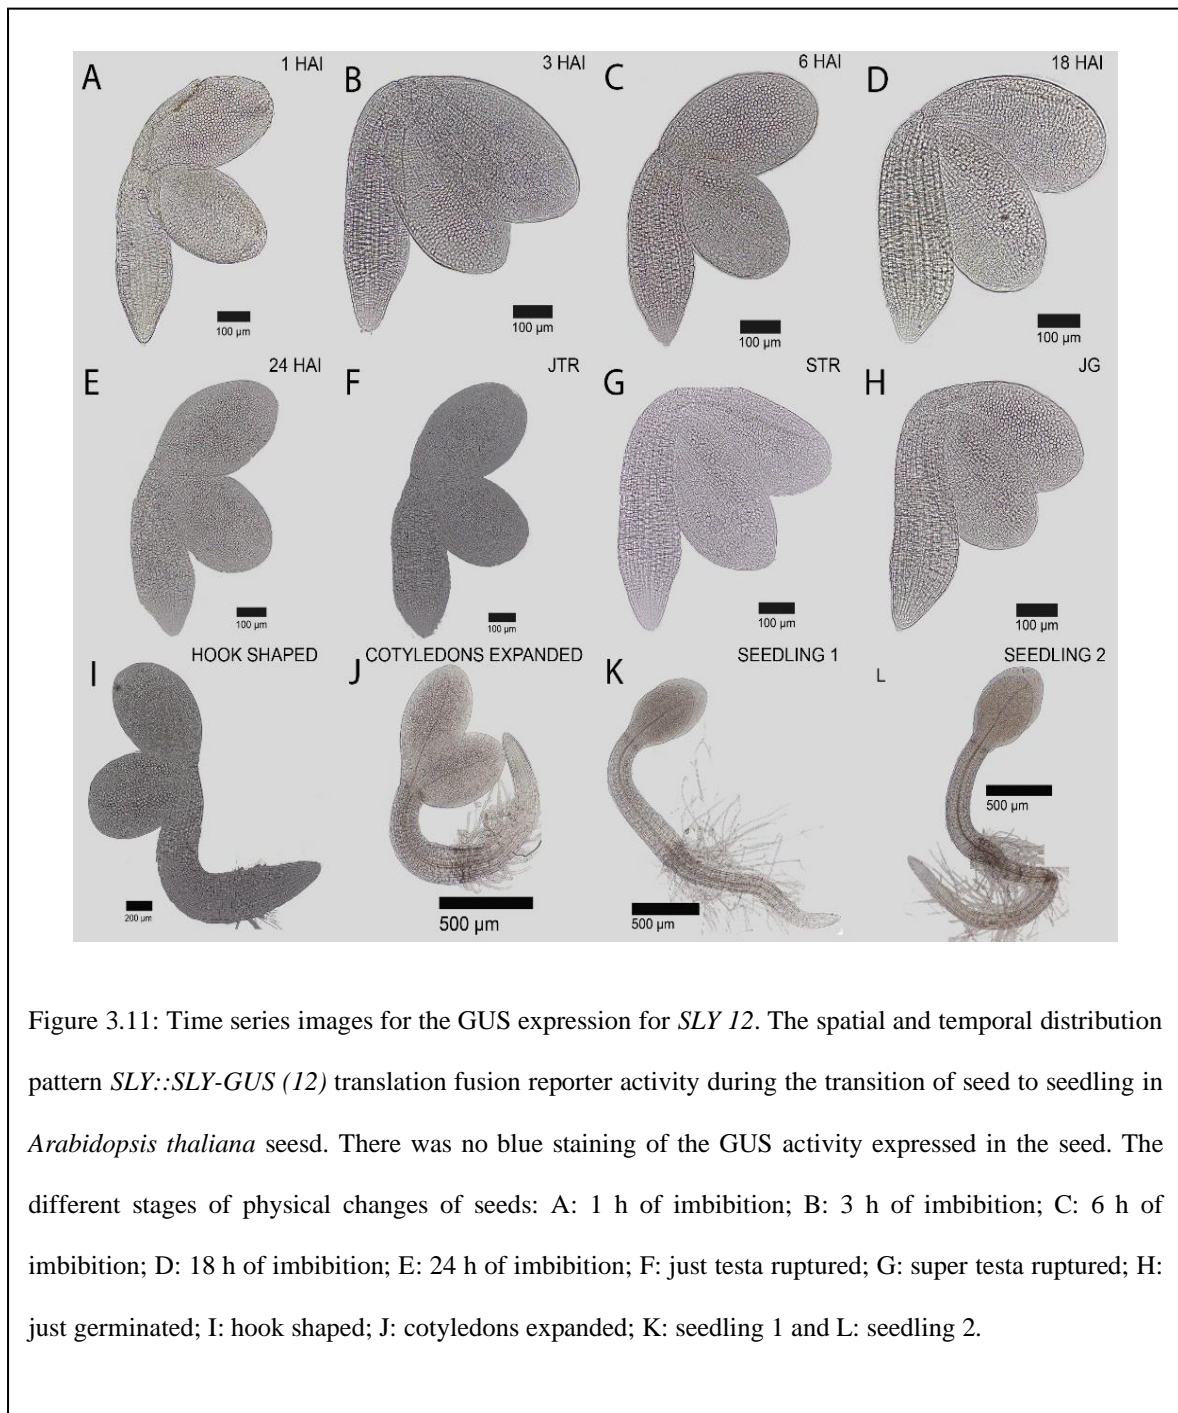 A 1 HAI B 3 HAI C 6 HAI D 18 HAI
100 µm 100 µm 100 µm 100 µm
E 24 HAI F JTR G STR H JG
100 µm 100 µm 100 µm 100 µm
I HOOK SHAPED J COTYLEDONS EXPANDED K SEEDLING 1 L SEEDLING 2
200 µm 500 µm 500 µm 500 µm
Figure 3.11: Time series images for the GUS expression for SLY 12. The spatial and temporal distribution
pattern SLY::SLY-GUS (12) translation fusion reporter activity during the transition of seed to seedling in
Arabidopsis thaliana seesd. There was no blue staining of the GUS activity expressed in the seed. The
different stages of physical changes of seeds: A: 1 h of imbibition; B: 3 h of imbibition; C: 6 h of
imbibition; D: 18 h of imbibition; E: 24 h of imbibition; F: just testa ruptured; G: super testa ruptured; H:
just germinated; I: hook shaped; J: cotyledons expanded; K: seedling 1 and L: seedling 2.